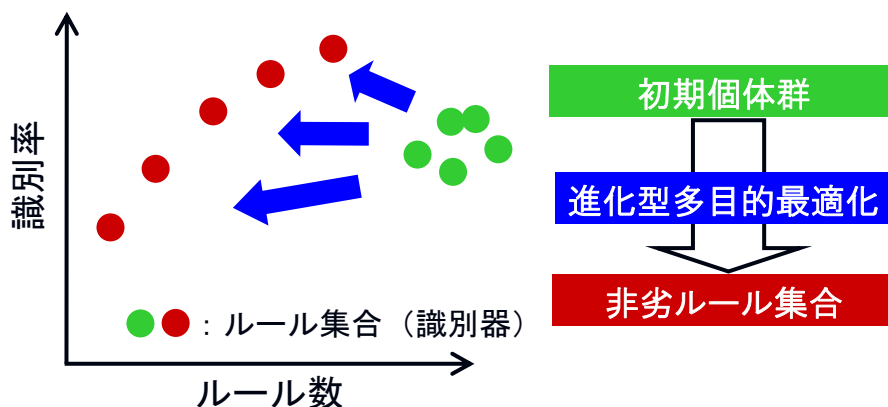 識別率
ルール数
：ルール集合（識別器）
初期個体群
進化型多目的最適化
非劣ルール集合